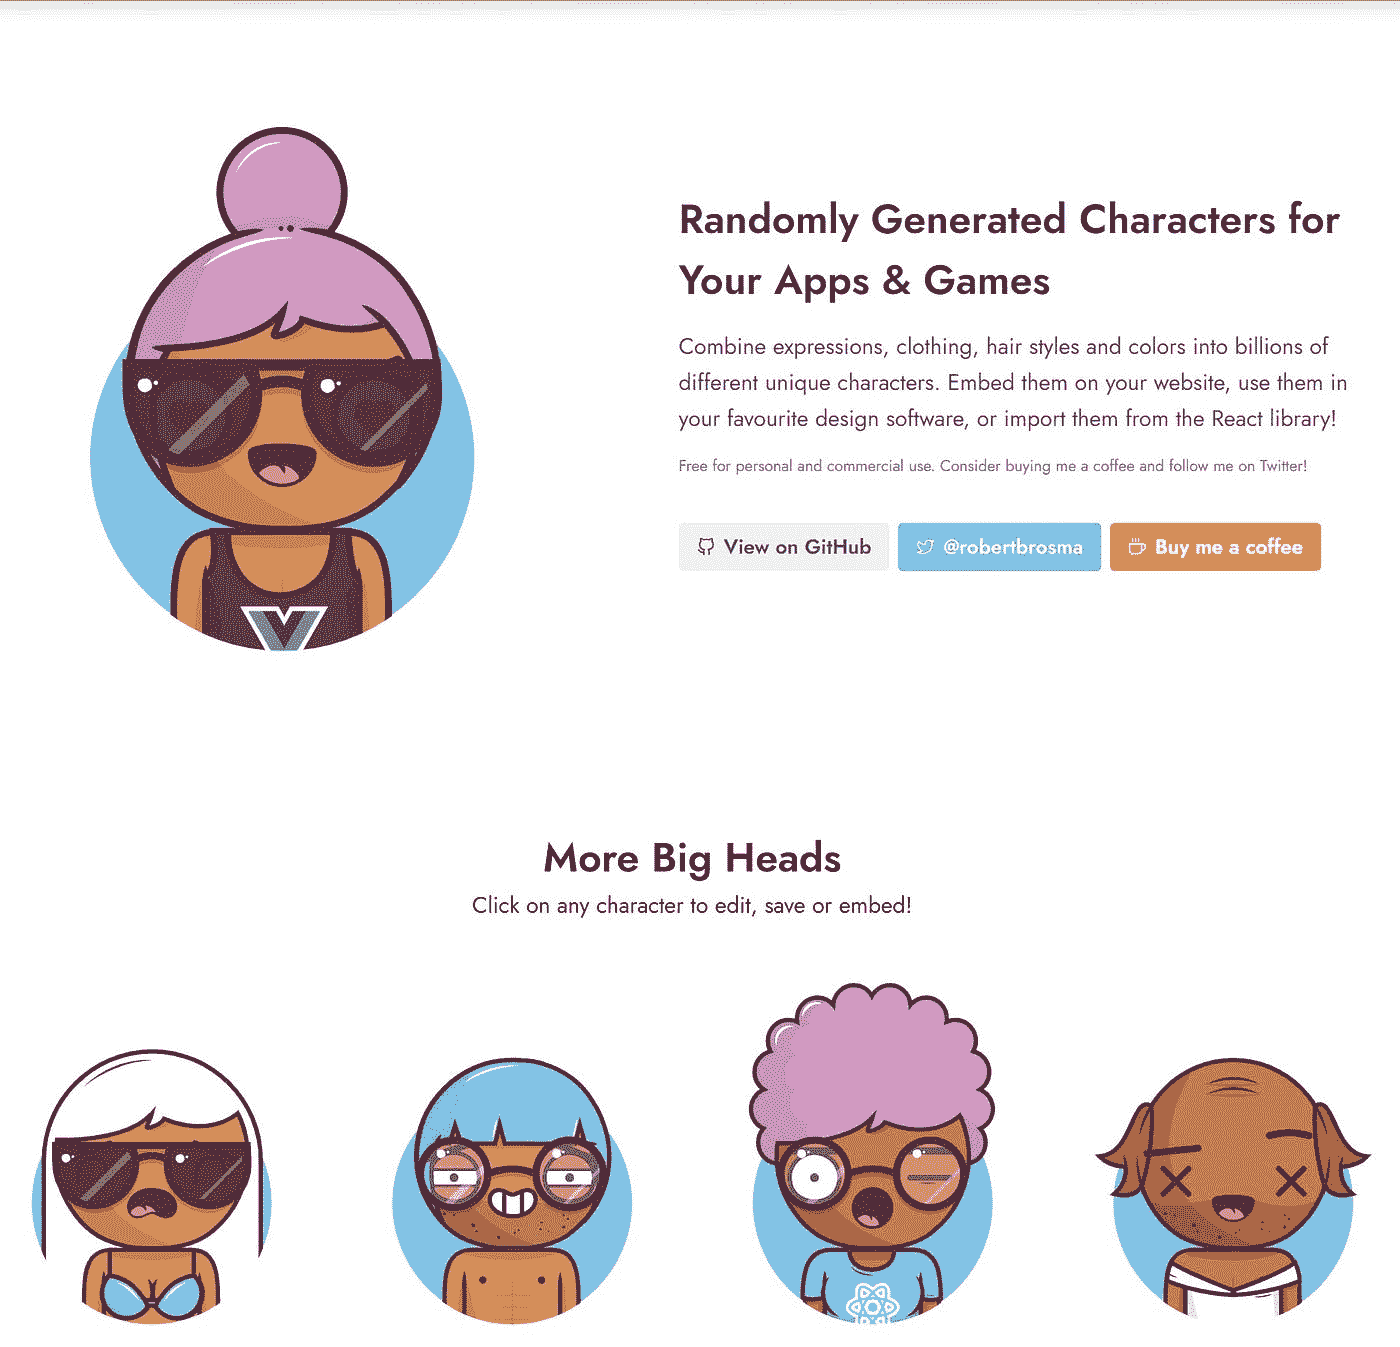 Randomly Generated Characters for
Your Apps & Games
Combine expressions, clothing, hair styles and colors into billions of
different unique characters. Embed them on your website, use them in
your favourite design software, or import them from the React library!
Free for personal and commercial use. Consider buying me a coffee and follow me on Twitter!
View on GitHub
@robertbrosma
Buy me a coffee
More Big Heads
Click on any character to edit, save or embed!